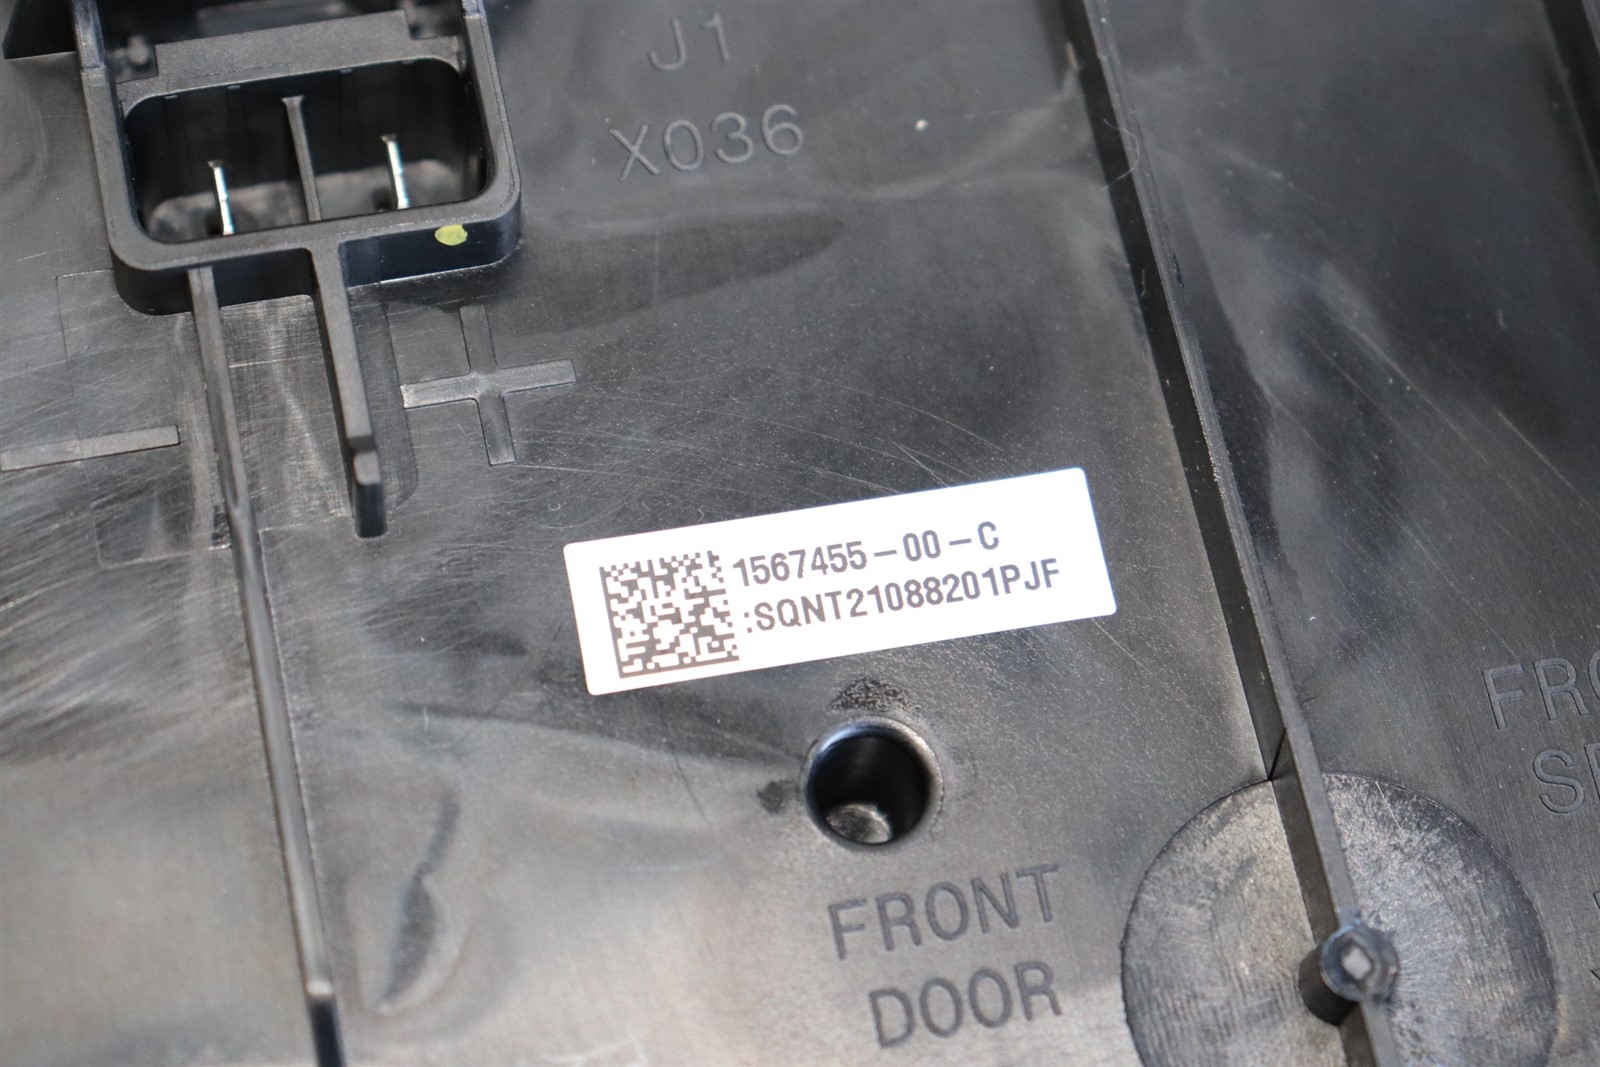 J1
X036
1567455-00-C
:SQNT21088201PJF
FRONT
DOOR